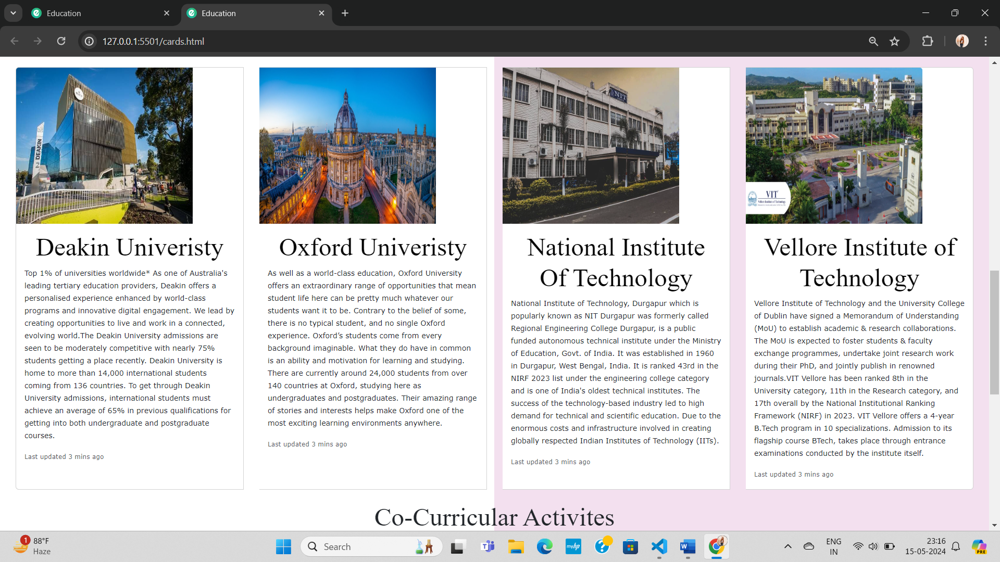 Education
Education
127.0.0.1:5501/cards.html
DEAKIN
NIT
VIT
Vellore Institute of Technology
Deakin Univeristy
Top 1% of universities worldwide* As one of Australia's
leading tertiary education providers, Deakin offers a
personalised experience enhanced by world-class
programs and innovative digital engagement. We lead by
creating opportunities to live and work in a connected,
evolving world.The Deakin University admissions are
seen to be moderately competitive with nearly 75%
students getting a place recently. Deakin University is
home to more than 14,000 international students
coming from 136 countries. To get through Deakin
University admissions, international students must
achieve an average of 65% in previous qualifications for
getting into both undergraduate and postgraduate
courses.
Last updated 3 mins ago
Oxford Univeristy
As well as a world-class education, Oxford University
offers an extraordinary range of opportunities that mean
student life here can be pretty much whatever our
students want it to be. Contrary to the belief of some,
there is no typical student, and no single Oxford
experience. Oxford’s students come from every
background imaginable. What they do have in common
is an ability and motivation for learning and studying.
There are currently around 24,000 students from over
140 countries at Oxford, studying here as
undergraduates and postgraduates. Their amazing range
of stories and interests helps make Oxford one of the
most exciting learning environments anywhere.
Last updated 3 mins ago
National Institute
Of Technology
National Institute of Technology, Durgapur which is
popularly known as NIT Durgapur was formerly called
Regional Engineering College Durgapur, is a public
funded autonomous technical institute under the Ministry
of Education, Govt. of India. It was established in 1960
in Durgapur, West Bengal, India. It is ranked 43rd in the
NIRF 2023 list under the engineering college category
and is one of India's oldest technical institutes. The
success of the technology-based industry led to high
demand for technical and scientific education. Due to the
enormous costs and infrastructure involved in creating
globally respected Indian Institutes of Technology (IITs).
Last updated 3 mins ago
Vellore Institute of
Technology
Vellore Institute of Technology and the University College
of Dublin have signed a Memorandum of Understanding
(MoU) to establish academic & research collaborations.
The MoU is expected to foster students & faculty
exchange programmes, undertake joint research work
during their PhD, and jointly publish in renowned
journals.VIT Vellore has been ranked 8th in the
University category, 11th in the Research category, and
17th overall by the National Institutional Ranking
Framework (NIRF) in 2023. VIT Vellore offers a 4-year
B.Tech program in 10 specializations. Admission to its
flagship course BTech, takes place through entrance
examinations conducted by the institute itself.
Last updated 3 mins ago
Co-Curricular Activites
1
88°F
Haze
Search
myhp
ENG
IN
23:16
15-05-2024
PRE